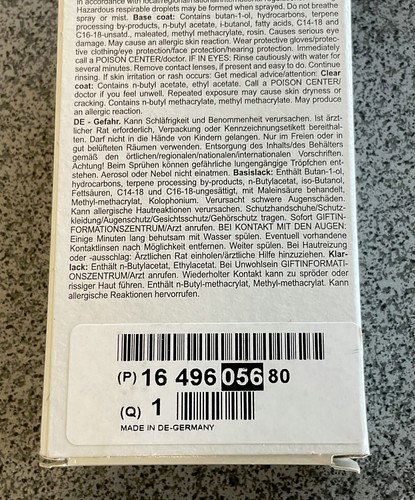 in accordance with local/regional/national/international
Hazardous respirable droplets may be formed when sprayed. Do not breathe
spray or mist. Base coat: Contains butan-1-ol, hydrocarbons, terpene
processing by-products, n-butyl acetate, i-butanol, fatty acids, C14-18 and
C16-18-unsatd., maleated, methyl methacrylate, rosin. Causes serious eye
damage. May cause an allergic skin reaction. Wear protective gloves/protec-
tive clothing/eye protection/face protection/hearing protection. Immediately
call a POISON CENTER/doctor. IF IN EYES: Rinse cautiously with water for
several minutes. Remove contact lenses, if present and easy to do. Continue
rinsing. If skin irritation or rash occurs: Get medical advice/attention: Clear
coat: Contains n-butyl acetate, ethyl acetate. Call a POISON CENTER/
doctor if you feel unwell. Repeated exposure may cause skin dryness or
cracking. Contains n-butyl methacrylate, methyl methacrylate. May produce
an allergic reaction.
DE - Gefahr. Kann Schläfrigkeit und Benommenheit verursachen. Ist ärzt-
licher Rat erforderlich, Verpackung oder Kennzeichnungsetikett bereithal-
ten. Darf nicht in die Hände von Kindern gelangen. Nur im Freien oder in
gut belüfteten Räumen verwenden. Entsorgung des Inhalts/des Behälters
gemäß den örtlichen/regionalen/nationalen/internationalen Vorschriften.
Achtung! Beim Sprühen können gefährliche lungengängige Tröpfchen ent-
stehen. Aerosol oder Nebel nicht einatmen. Basislack: Enthält Butan-1-ol,
hydrocarbons, terpene processing by-products, n-Butylacetat, iso-Butanol,
Fettsäuren, C14-18 und C16-18-ungesättigt, mit Maleinsäure behandelt,
Methyl-methacrylat, Kolophonium. Verursacht schwere Augenschäden.
Kann allergische Hautreaktionen verursachen. Schutzhandschuhe/Schutz-
kleidung/Augenschutz/Gesichtsschutz/Gehörschutz tragen. Sofort GIFTIN-
FORMATIONSZENTRUM/Arzt anrufen. BEI KONTAKT MIT DEN AUGEN:
Einige Minuten lang behutsam mit Wasser spülen. Eventuell vorhandene
Kontaktlinsen nach Möglichkeit entfernen. Weiter spülen. Bei Hautreizung
oder -ausschlag: Ärztlichen Rat einholen/ärztliche Hilfe hinzuziehen. Klar-
lack: Enthält n-Butylacetat, Ethylacetat. Bei Unwohlsein GIFTINFORMATI-
ONSZENTRUM/Arzt anrufen. Wiederholter Kontakt kann zu spröder oder
rissiger Haut führen. Enthält n-Butyl-methacrylat, Methyl-methacrylat. Kann
allergische Reaktionen hervorrufen.
(P) 16 496 056 80
(Q) 1
MADE IN DE-GERMANY